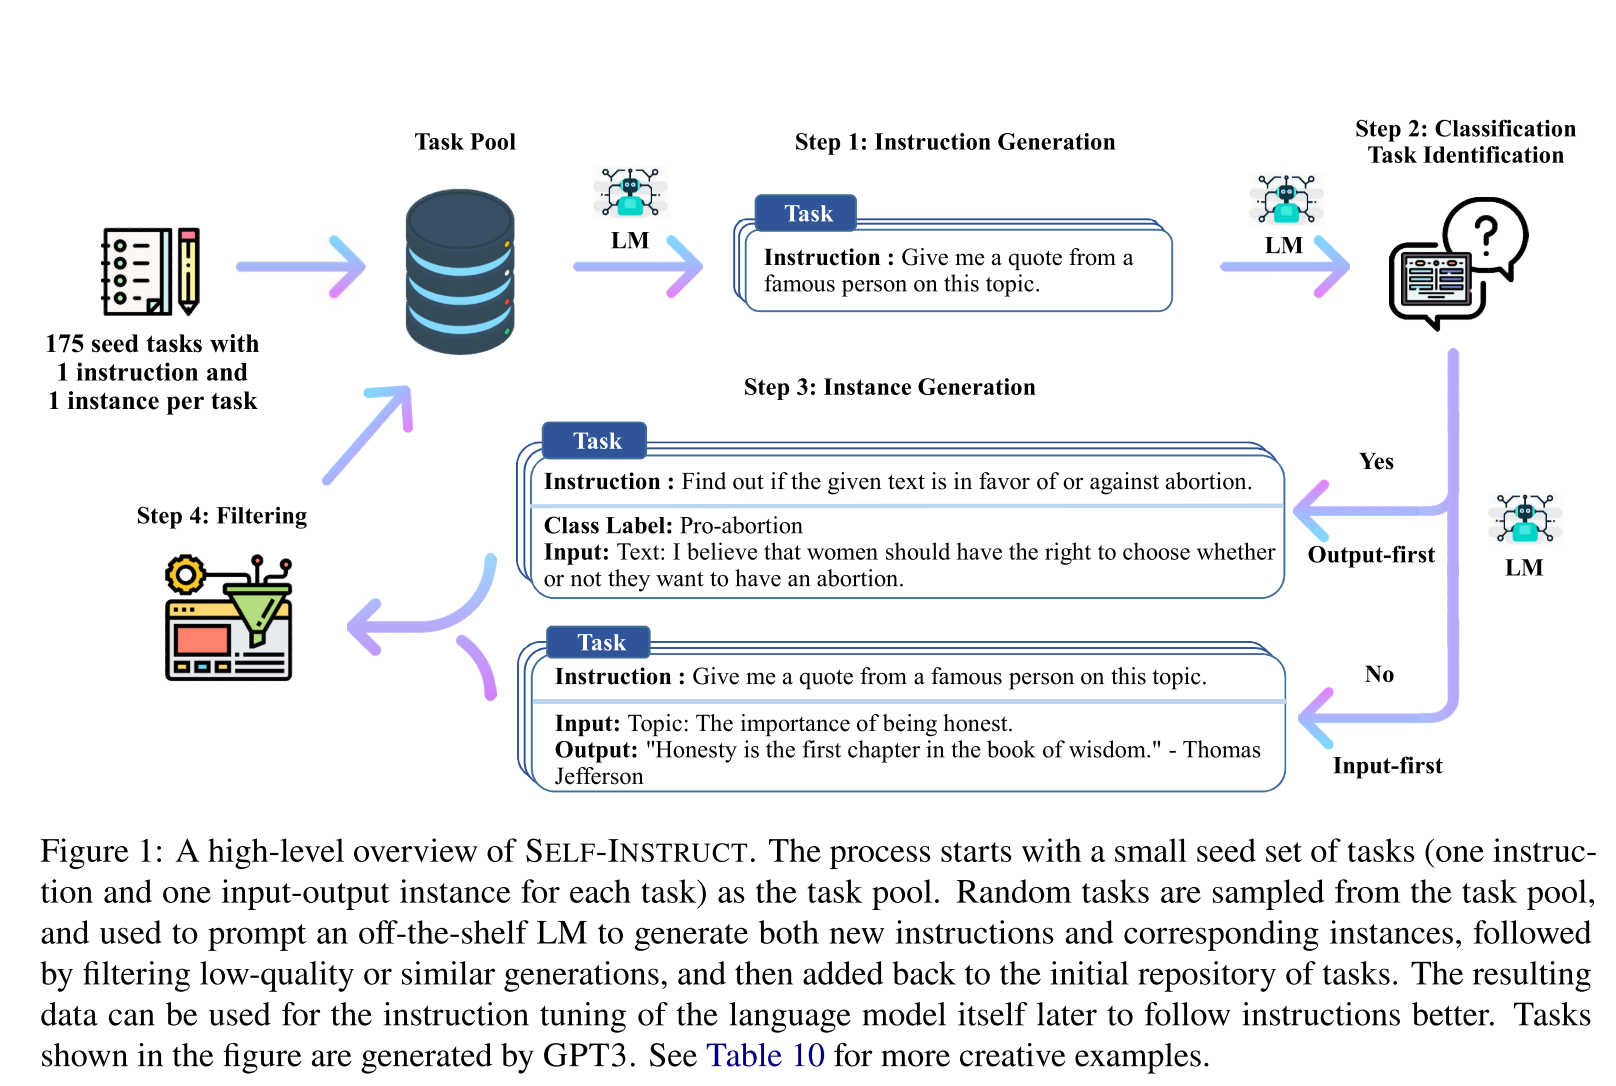 Task Pool
Step 1: Instruction Generation
Step 2: Classification
Task Identification
LM
LM
Task
Instruction : Give me a quote from a
famous person on this topic.
175 seed tasks with
1 instruction and
1 instance per task
Step 3: Instance Generation
Task
Instruction : Find out if the given text is in favor of or against abortion.
Class Label: Pro-abortion
Input: Text: I believe that women should have the right to choose whether
or not they want to have an abortion.
Yes
Output-first
LM
Step 4: Filtering
Task
Instruction : Give me a quote from a famous person on this topic.
Input: Topic: The importance of being honest.
Output: "Honesty is the first chapter in the book of wisdom." - Thomas
Jefferson
No
Input-first
Figure 1: A high-level overview of SELF-INSTRUCT. The process starts with a small seed set of tasks (one instruc-
tion and one input-output instance for each task) as the task pool. Random tasks are sampled from the task pool,
and used to prompt an off-the-shelf LM to generate both new instructions and corresponding instances, followed
by filtering low-quality or similar generations, and then added back to the initial repository of tasks. The resulting
data can be used for the instruction tuning of the language model itself later to follow instructions better. Tasks
shown in the figure are generated by GPT3. See Table 10 for more creative examples.